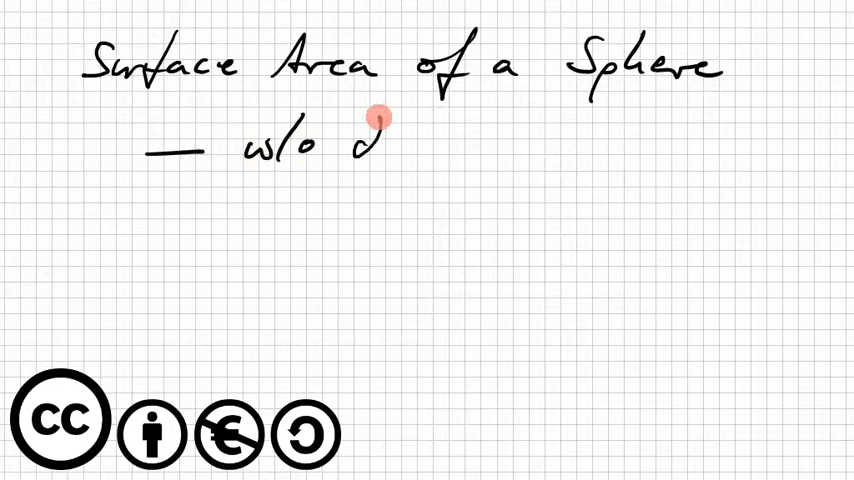 Surface Area of a Sphere
— w/o d
cc